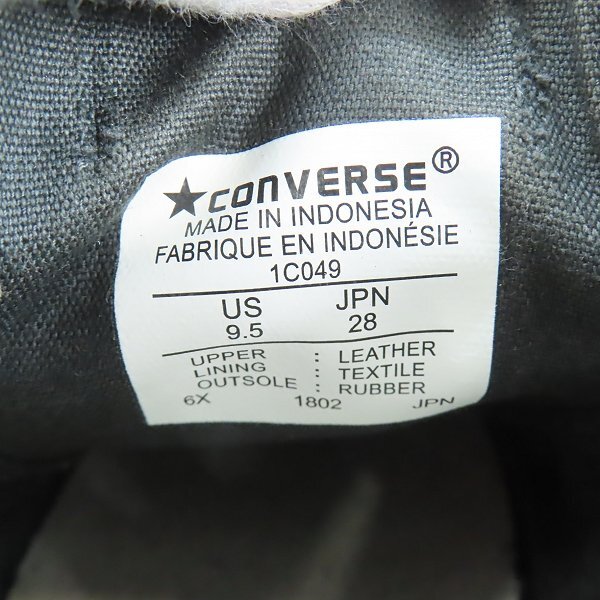 ★CONVERSE®
MADE IN INDONESIA
FABRIQUE EN INDONÉSIE
1C049
US JPN
9.5 28
UPPER : LEATHER
LINING : TEXTILE
OUTSOLE : RUBBER
6X 1802 JPN